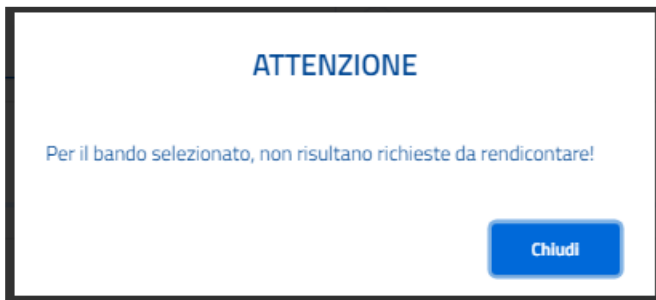 ATTENZIONE
Per il bando selezionato, non risultano richieste da rendicontare!
Chiudi